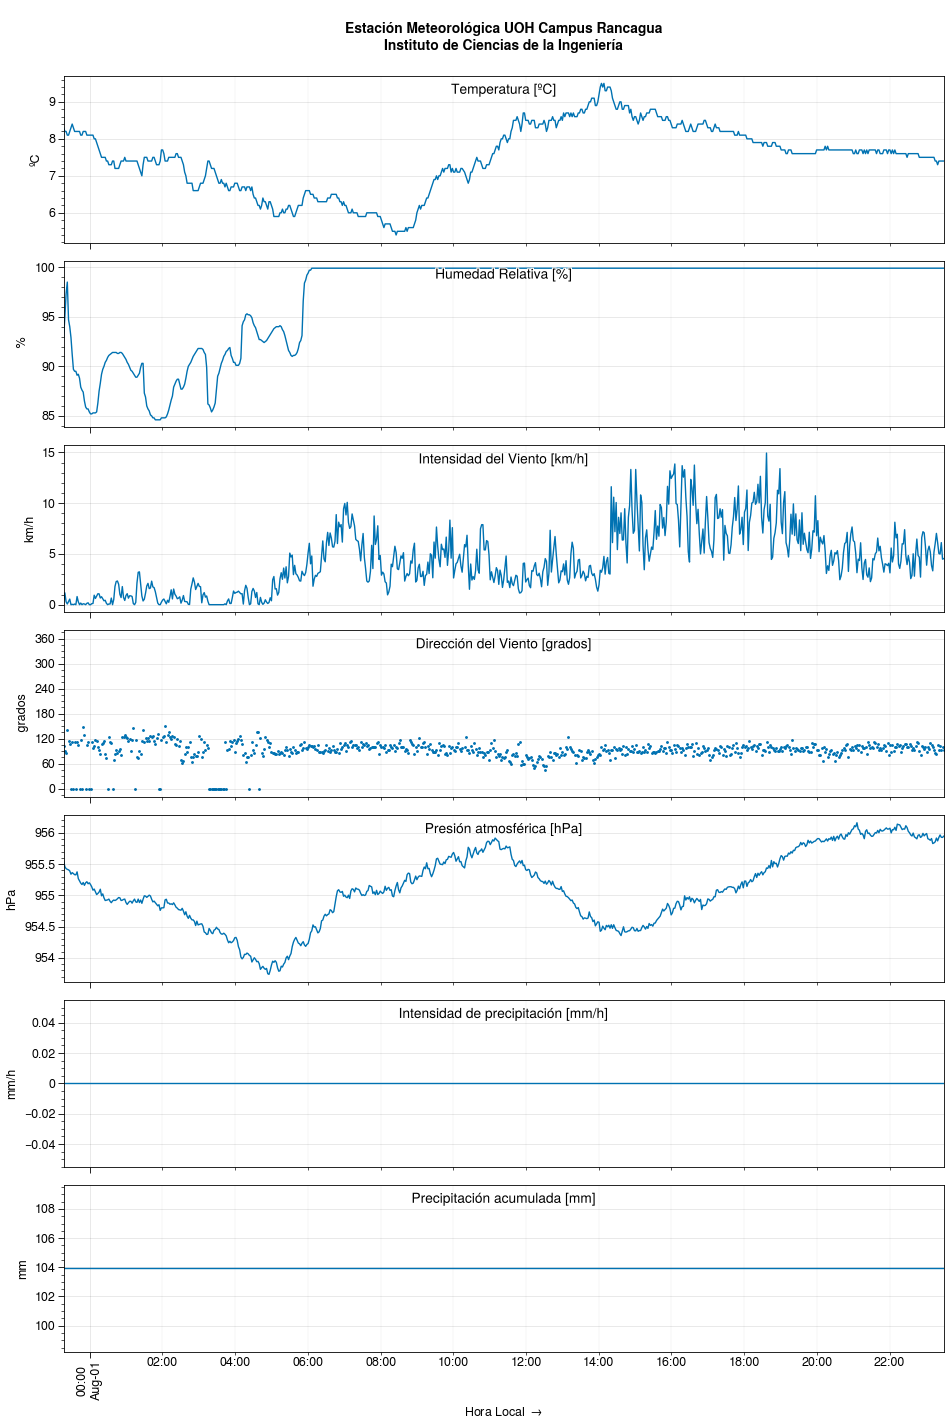 Estación Meteorológica UOH Campus Rancagua
Instituto de Ciencias de la Ingeniería
Temperatura [ºC]
9
8
7
6
ºC
Humedad Relativa [%]
100
95
90
85
%
Intensidad del Viento [km/h]
15
10
5
0
km/h
Dirección del Viento [grados]
360
300
240
180
120
60
0
grados
Presión atmosférica [hPa]
956
955.5
955
954.5
954
hPa
Intensidad de precipitación [mm/h]
0.04
0.02
0
−0.02
−0.04
mm/h
Precipitación acumulada [mm]
108
106
104
102
100
mm
00:00
Aug-01
02:00
04:00
06:00
08:00
10:00
12:00
14:00
16:00
18:00
20:00
22:00
Hora Local →